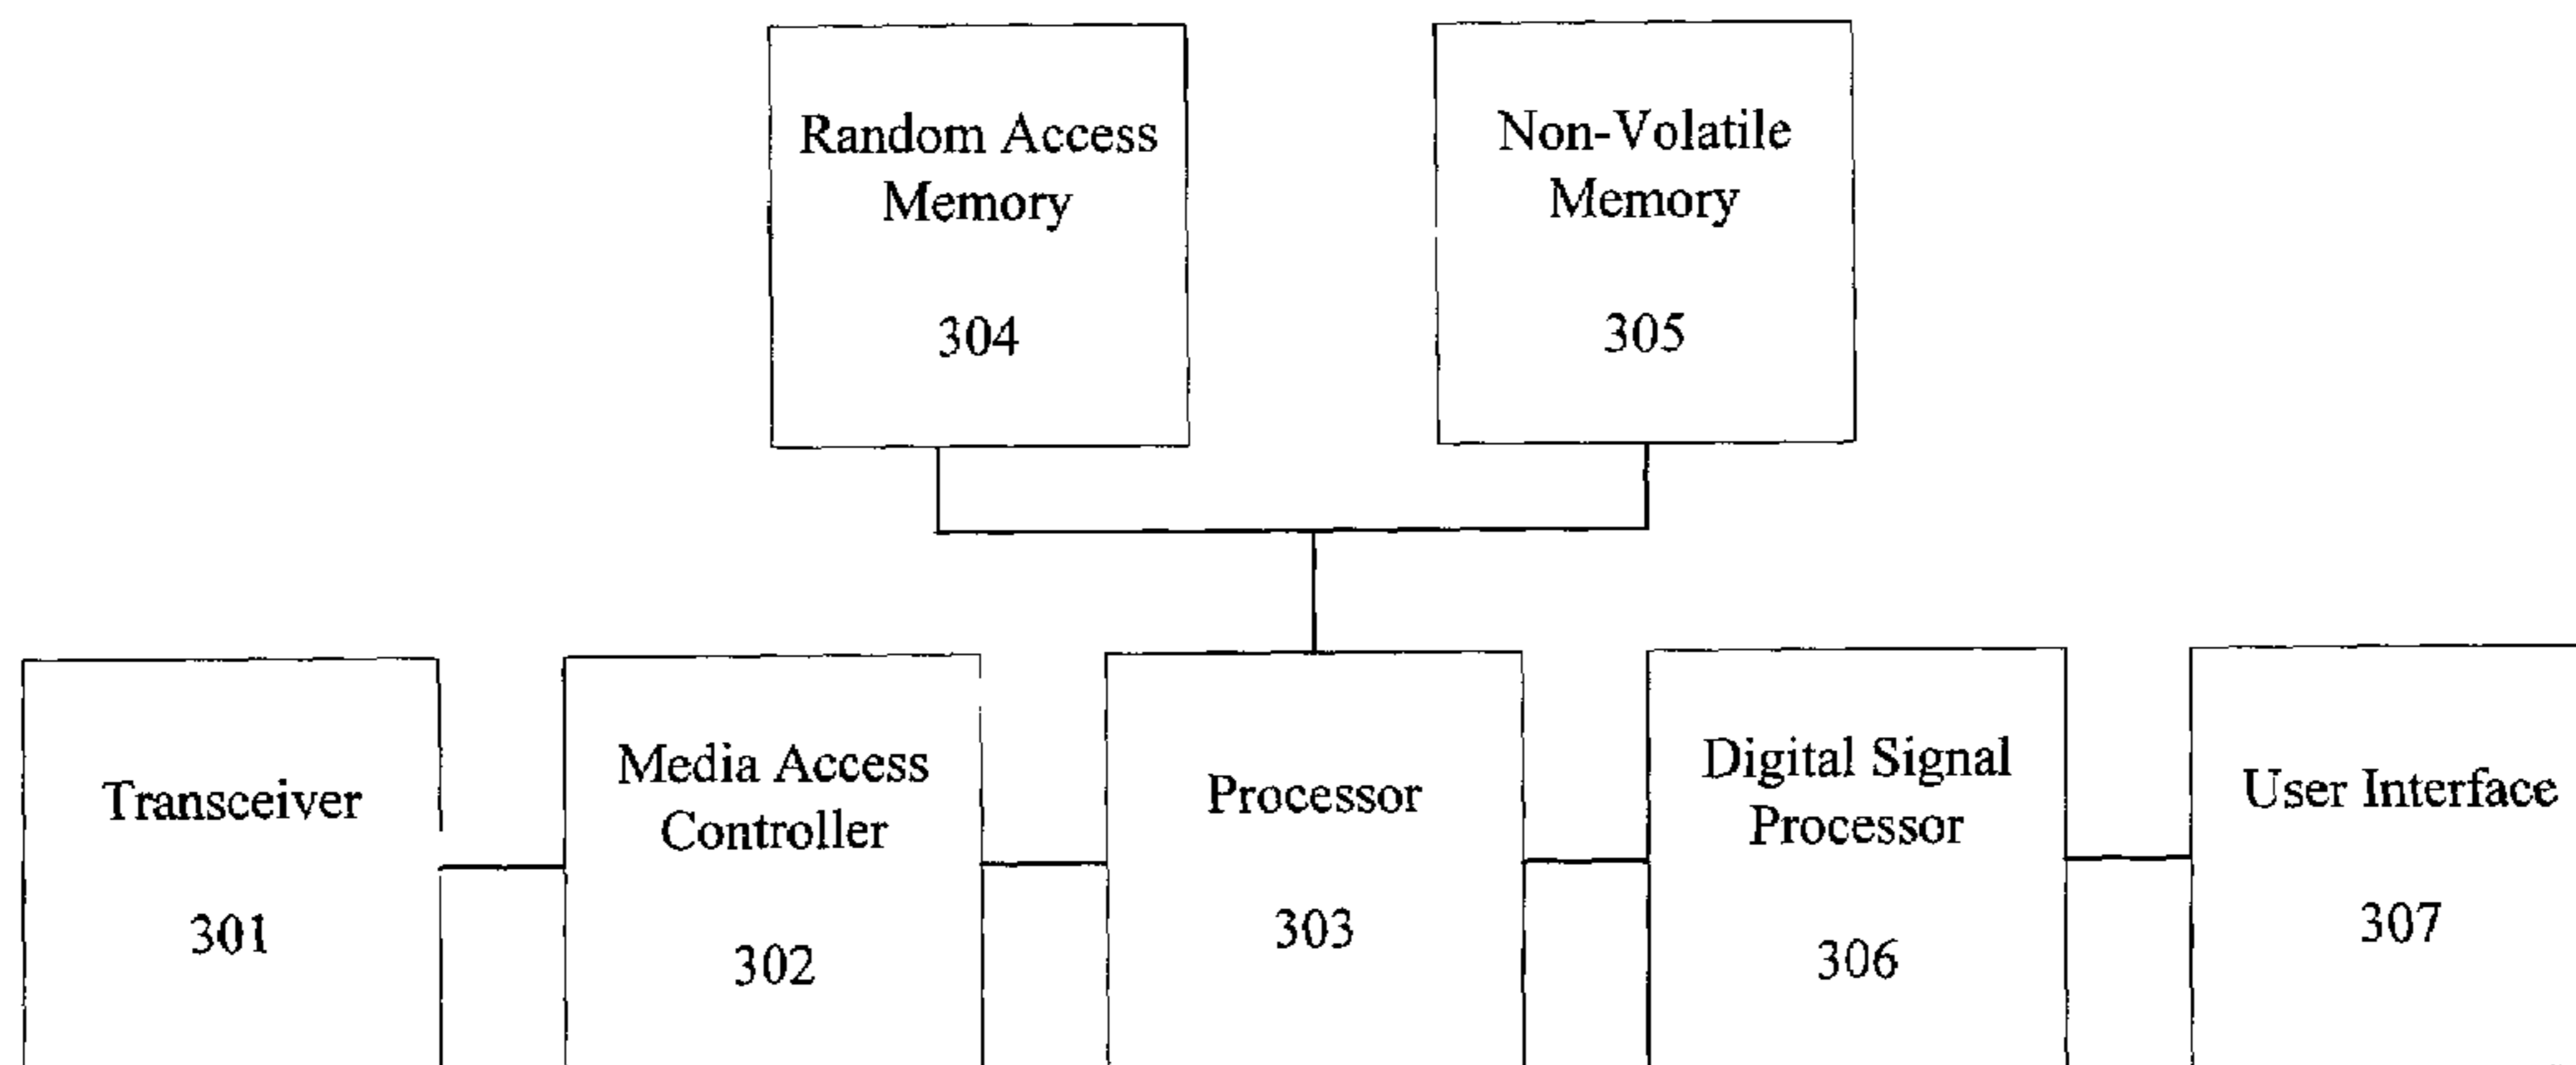 Random Access
Memory
304
Non-Volatile
Memory
305
Transceiver
301
Media Access
Controller
302
Processor
303
Digital Signal
Processor
306
User Interface
307